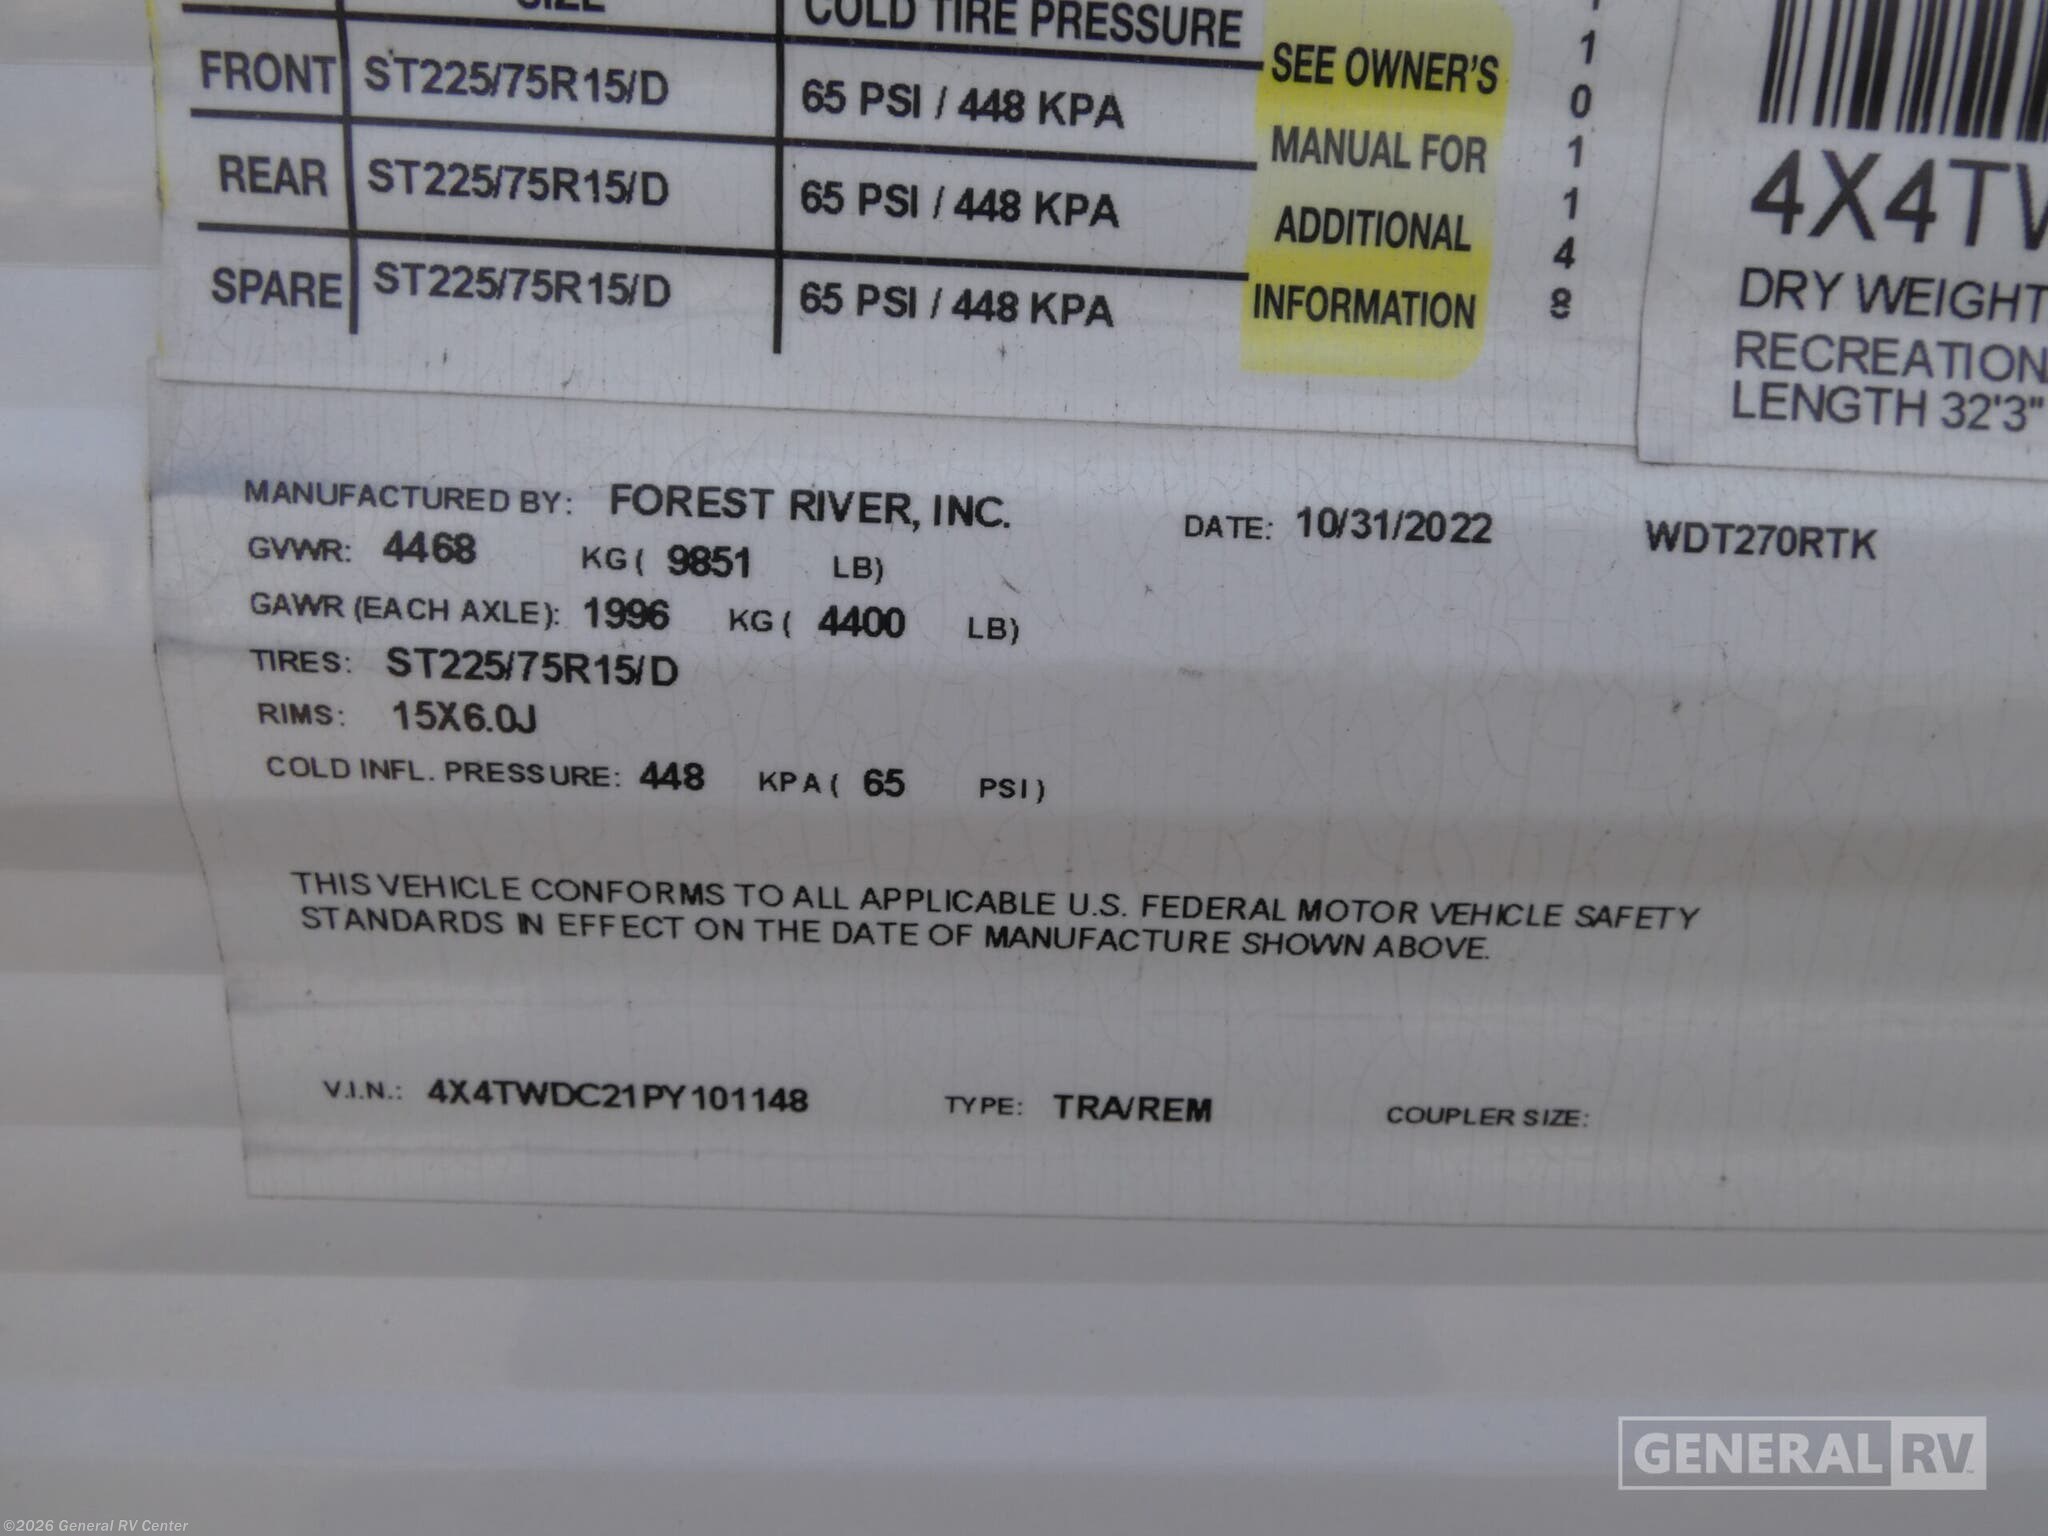 SIZE COLD TIRE PRESSURE
FRONT ST225/75R15/D 65 PSI / 448 KPA
REAR ST225/75R15/D 65 PSI / 448 KPA
SPARE ST225/75R15/D 65 PSI / 448 KPA
SEE OWNER'S
MANUAL FOR
ADDITIONAL
INFORMATION
1
0
1
1
4
8
4X4TW
DRY WEIGHT
RECREATION
LENGTH 32'3"
MANUFACTURED BY: FOREST RIVER, INC. DATE: 10/31/2022 WDT270RTK
GVWR: 4468 KG ( 9851 LB)
GAWR (EACH AXLE): 1996 KG ( 4400 LB)
TIRES: ST225/75R15/D
RIMS: 15X6.0J
COLD INFL. PRESSURE: 448 KPA ( 65 PSI )
THIS VEHICLE CONFORMS TO ALL APPLICABLE U.S. FEDERAL MOTOR VEHICLE SAFETY
STANDARDS IN EFFECT ON THE DATE OF MANUFACTURE SHOWN ABOVE.
V.I.N.: 4X4TWDC21PY101148 TYPE: TRA/REM COUPLER SIZE:
GENERAL RV
©2026 General RV Center